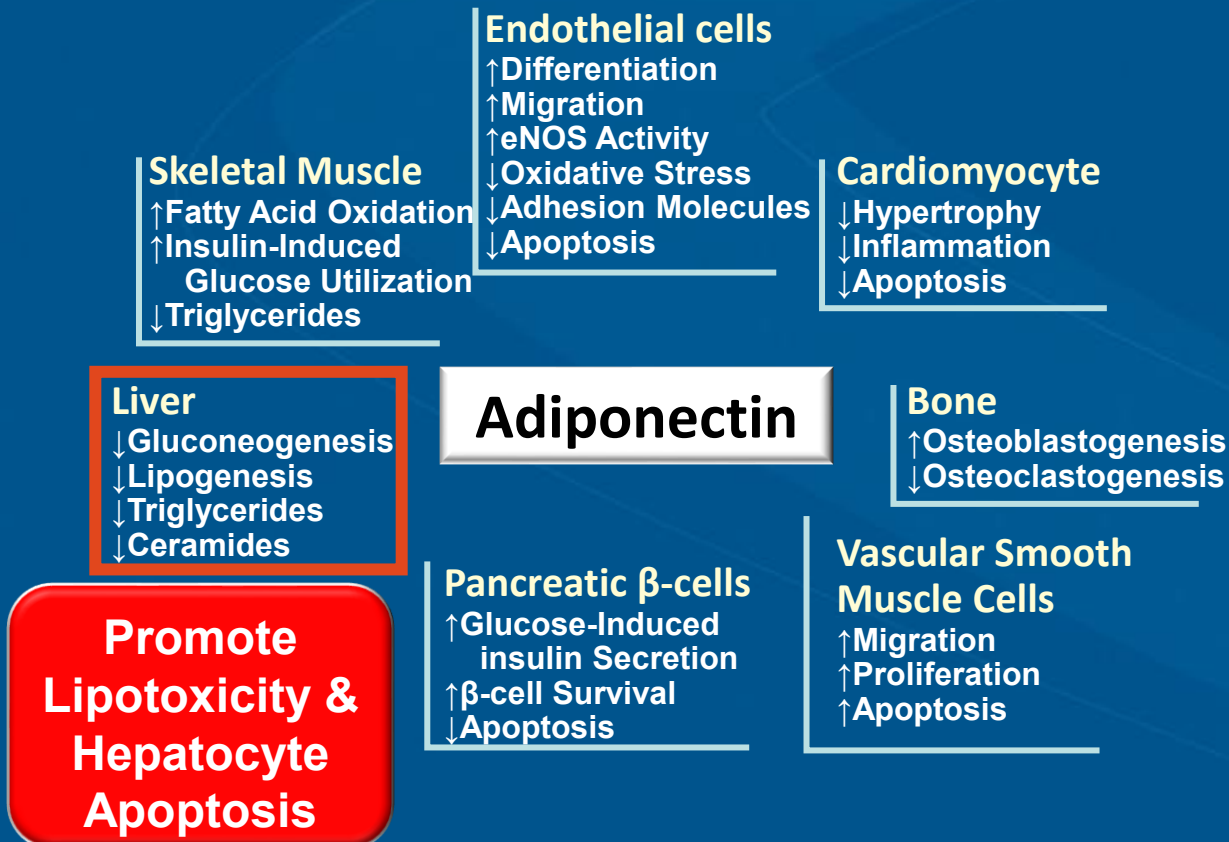 Endothelial cells
↑Differentiation
↑Migration
↑eNOS Activity
↓Oxidative Stress
↓Adhesion Molecules
↓Apoptosis
Skeletal Muscle
↑Fatty Acid Oxidation
↑Insulin-Induced
Glucose Utilization
↓Triglycerides
Cardiomyocyte
↓Hypertrophy
↓Inflammation
↓Apoptosis
Liver
↓Gluconeogenesis
↓Lipogenesis
↓Triglycerides
↓Ceramides
Adiponectin
Bone
↑Osteoblastogenesis
↓Osteoclastogenesis
Promote
Lipotoxicity &
Hepatocyte
Apoptosis
Pancreatic β-cells
↑Glucose-Induced
insulin Secretion
↑β-cell Survival
↓Apoptosis
Vascular Smooth
Muscle Cells
↑Migration
↑Proliferation
↑Apoptosis